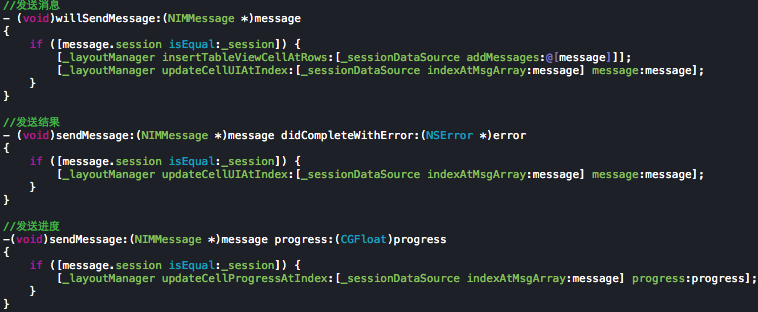 //发送消息
- (void)willSendMessage:(NIMMessage *)message
{
    if ([message.session isEqual:_session]) {
        [_layoutManager insertTableViewCellAtRows:[_sessionDataSource addMessages:@[message]]];
        [_layoutManager updateCellUIAtIndex:[_sessionDataSource indexAtMsgArray:message] message:message];
    }
}

//发送结果
- (void)sendMessage:(NIMMessage *)message didCompleteWithError:(NSError *)error
{
    if ([message.session isEqual:_session]) {
        [_layoutManager updateCellUIAtIndex:[_sessionDataSource indexAtMsgArray:message] message:message];
    }
}

//发送进度
-(void)sendMessage:(NIMMessage *)message progress:(CGFloat)progress
{
    if ([message.session isEqual:_session]) {
        [_layoutManager updateCellProgressAtIndex:[_sessionDataSource indexAtMsgArray:message] progress:progress];
    }
}